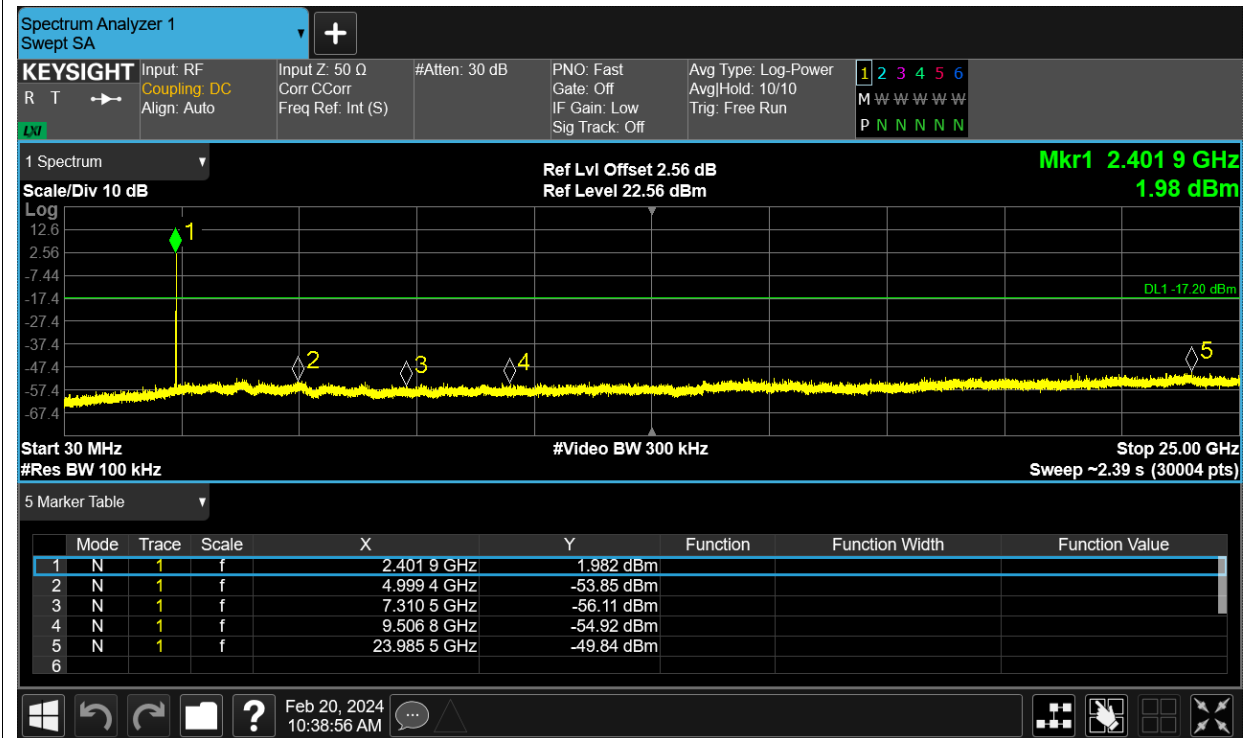 Spectrum Analyzer 1
Swept SA
+
KEYSIGHT
R T
LXI
Input: RF
Coupling: DC
Align: Auto
Input Z: 50 Ω
Corr CCorr
Freq Ref: Int (S)
#Atten: 30 dB
PNO: Fast
Gate: Off
IF Gain: Low
Sig Track: Off
Avg Type: Log-Power
Avg|Hold: 10/10
Trig: Free Run
1 2 3 4 5 6
M W W W W W
P N N N N N
1 Spectrum
Scale/Div 10 dB
Ref Lvl Offset 2.56 dB
Ref Level 22.56 dBm
Mkr1 2.401 9 GHz
1.98 dBm
Log
12.6
2.56
-7.44
-17.4
-27.4
-37.4
-47.4
-57.4
-67.4
1
2
3
4
5
DL1 -17.20 dBm
Start 30 MHz
#Video BW 300 kHz
Stop 25.00 GHz
#Res BW 100 kHz
Sweep ~2.39 s (30004 pts)
5 Marker Table
Mode Trace Scale X Y Function Function Width Function Value
1 N 1 f 2.401 9 GHz 1.982 dBm
2 N 1 f 4.999 4 GHz -53.85 dBm
3 N 1 f 7.310 5 GHz -56.11 dBm
4 N 1 f 9.506 8 GHz -54.92 dBm
5 N 1 f 23.985 5 GHz -49.84 dBm
6
?
Feb 20, 2024
10:38:56 AM